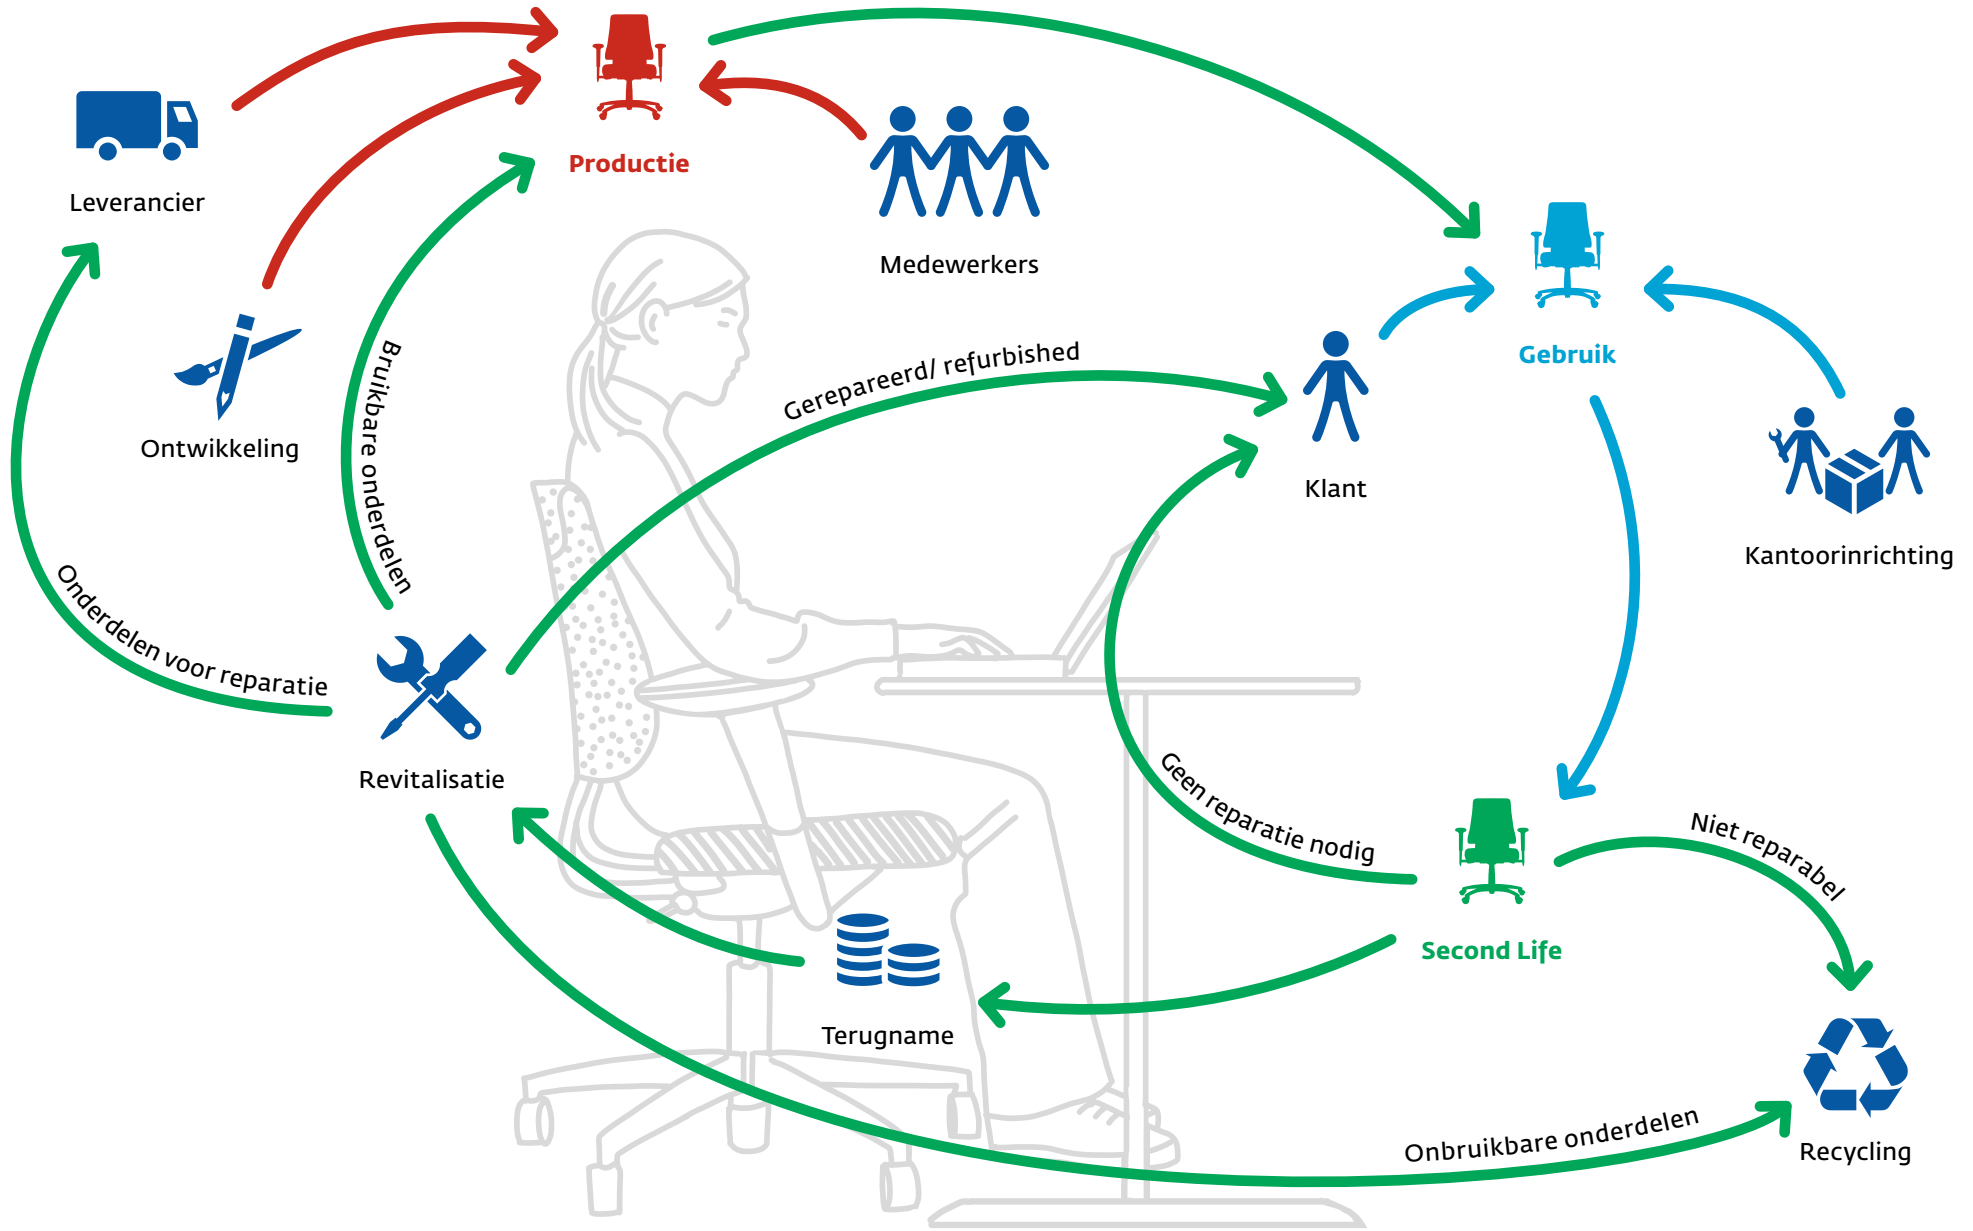 Productie
Leverancier
Medewerkers
Gebruik
Gerepareerd/ refurbished
Bruikbare onderdelen
Ontwikkeling
Klant
Kantoorinrichting
Onderdelen voor reparatie
Revitalisatie
Geen reparatie nodig
Niet reparabel
Second Life
Terugname
Onbruikbare onderdelen
Recycling